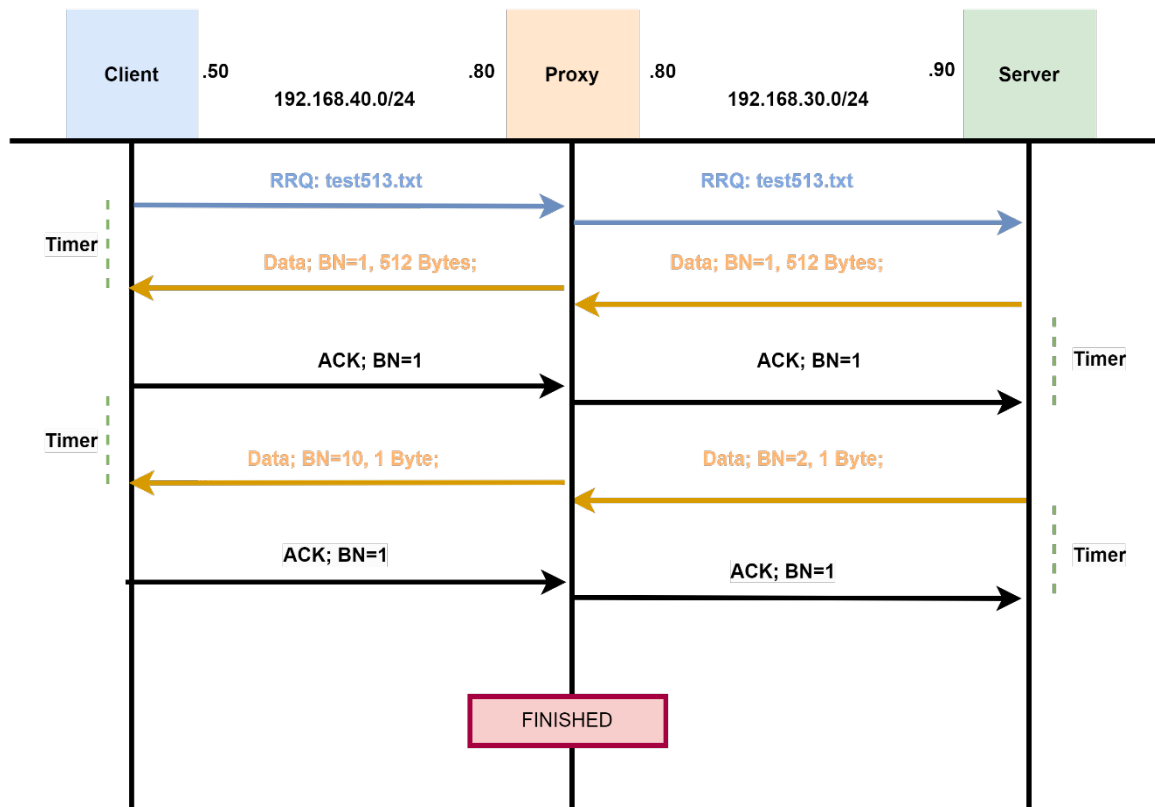 Client
.50
.80
Proxy
.80
.90
Server
192.168.40.0/24
192.168.30.0/24
RRQ: test513.txt
RRQ: test513.txt
Timer
Data; BN=1, 512 Bytes;
Data; BN=1, 512 Bytes;
ACK; BN=1
ACK; BN=1
Timer
Timer
Data; BN=10, 1 Byte;
Data; BN=2, 1 Byte;
ACK; BN=1
ACK; BN=1
Timer
FINISHED